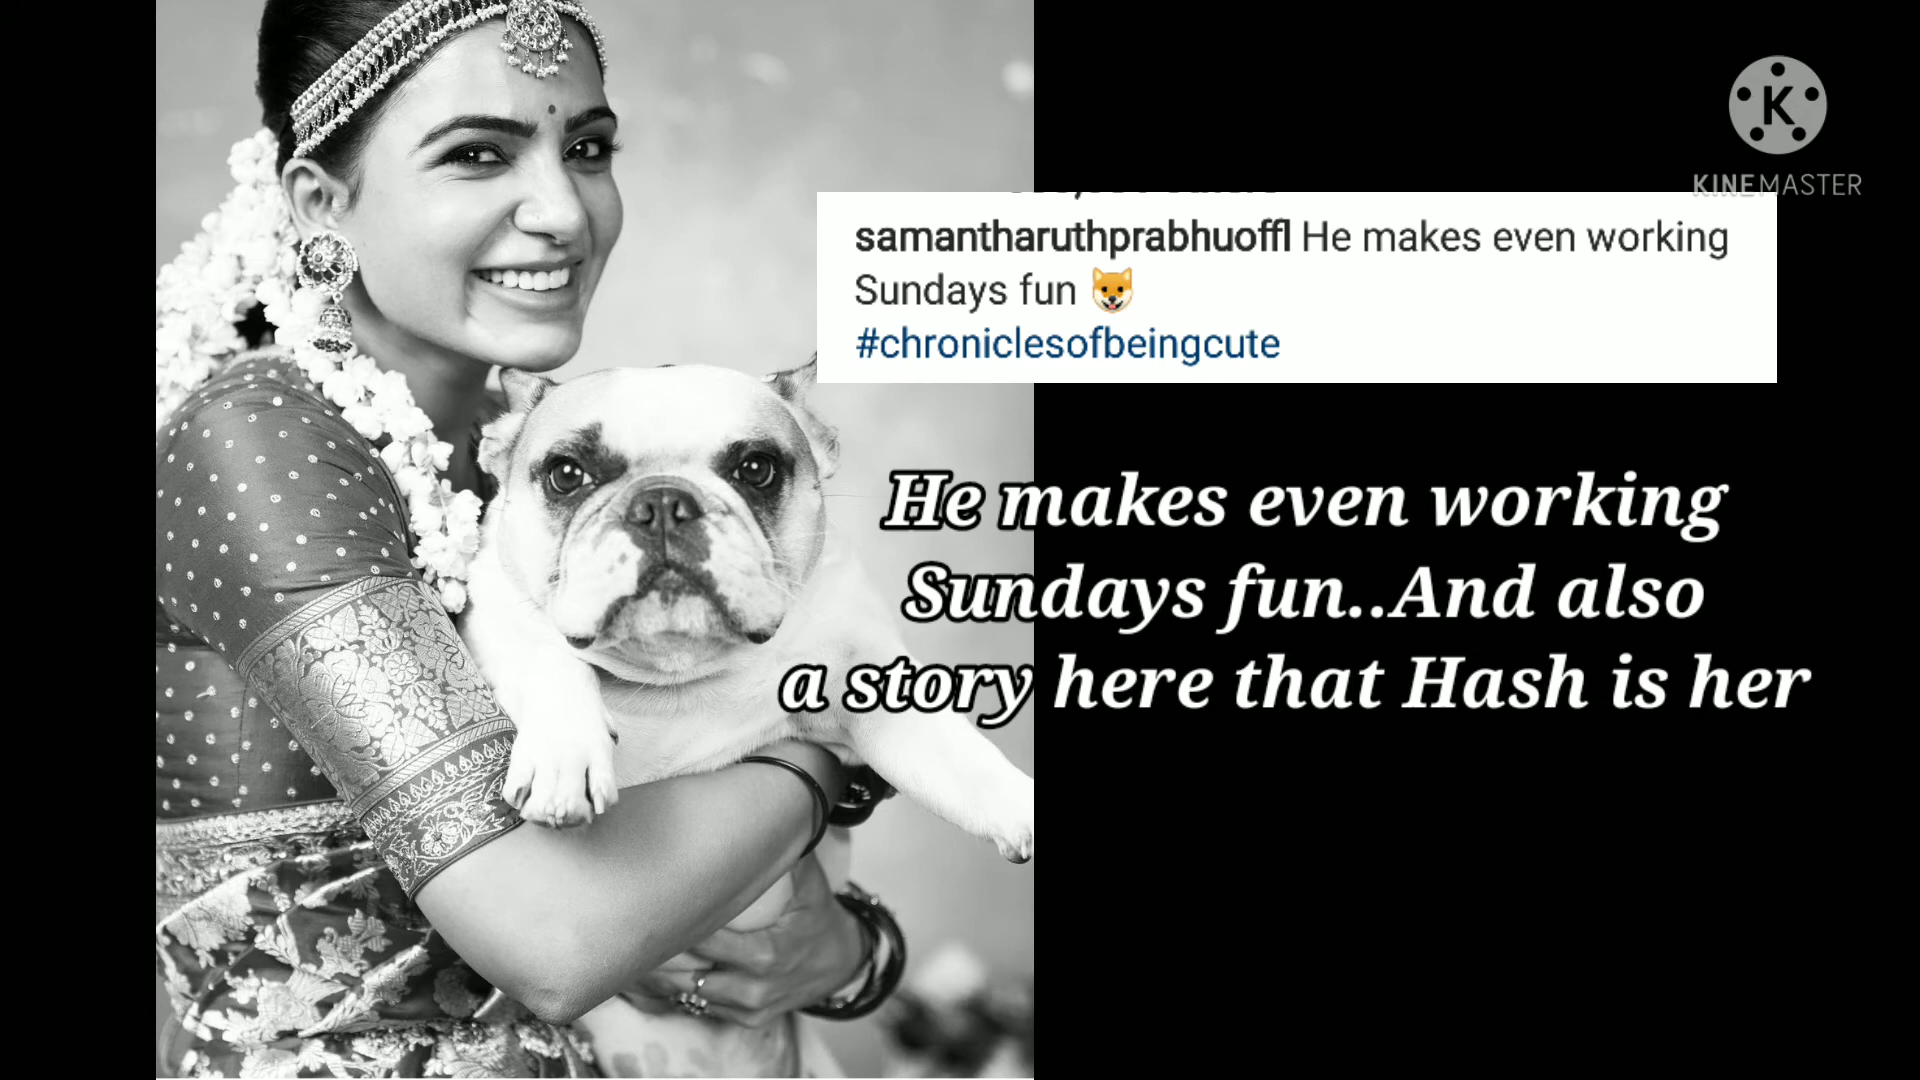 KINEMASTER
samantharuthprabhuoffl He makes even working
Sundays fun 🐶
#chroniclesofbeingcute
He makes even working
Sundays fun..And also
a story here that Hash is her